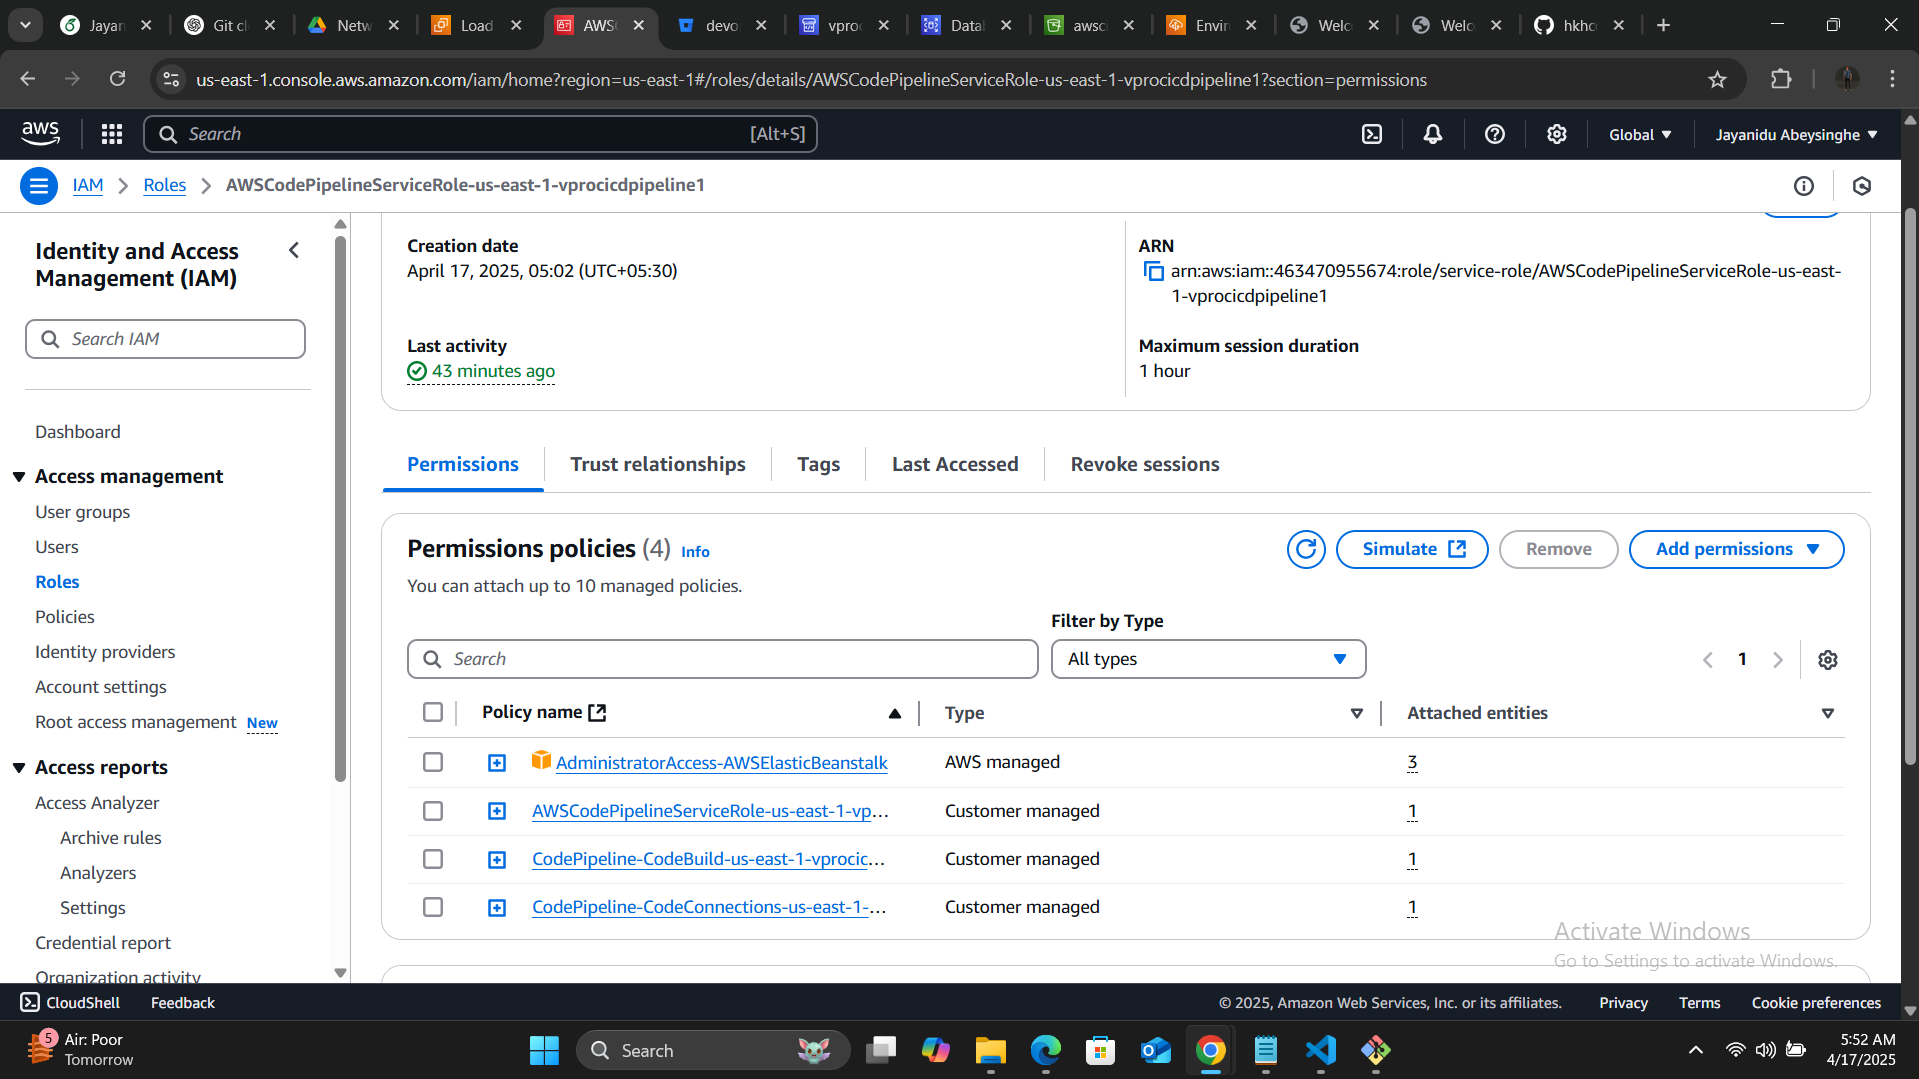 Jayan
Git cl
Netw
Load
AWSC
devo
vproc
Datal
awsci
Envir
Welc
Welc
hkhc
us-east-1.console.aws.amazon.com/iam/home?region=us-east-1#/roles/details/AWSCodePipelineServiceRole-us-east-1-vprocicdpipeline1?section=permissions
aws
Search
[Alt+S]
Global
Jayanidu Abeysinghe
IAM
Roles
AWSCodePipelineServiceRole-us-east-1-vprocicdpipeline1
Identity and Access
Management (IAM)
Search IAM
Dashboard
Access management
User groups
Users
Roles
Policies
Identity providers
Account settings
Root access management New
Access reports
Access Analyzer
Archive rules
Analyzers
Settings
Credential report
Organization activity
Creation date
April 17, 2025, 05:02 (UTC+05:30)
ARN
arn:aws:iam::463470955674:role/service-role/AWSCodePipelineServiceRole-us-east-
1-vprocicdpipeline1
Last activity
43 minutes ago
Maximum session duration
1 hour
Permissions
Trust relationships
Tags
Last Accessed
Revoke sessions
Permissions policies (4) Info
Simulate
Remove
Add permissions
You can attach up to 10 managed policies.
Filter by Type
Search
All types
1
Policy name
Type
Attached entities
AdministratorAccess-AWSElasticBeanstalk
AWS managed
3
AWSCodePipelineServiceRole-us-east-1-vp...
Customer managed
1
CodePipeline-CodeBuild-us-east-1-vprocic...
Customer managed
1
CodePipeline-CodeConnections-us-east-1-...
Customer managed
1
Activate Windows
Go to Settings to activate Windows.
CloudShell
Feedback
© 2025, Amazon Web Services, Inc. or its affiliates.
Privacy
Terms
Cookie preferences
5
Air: Poor
Tomorrow
Search
5:52 AM
4/17/2025